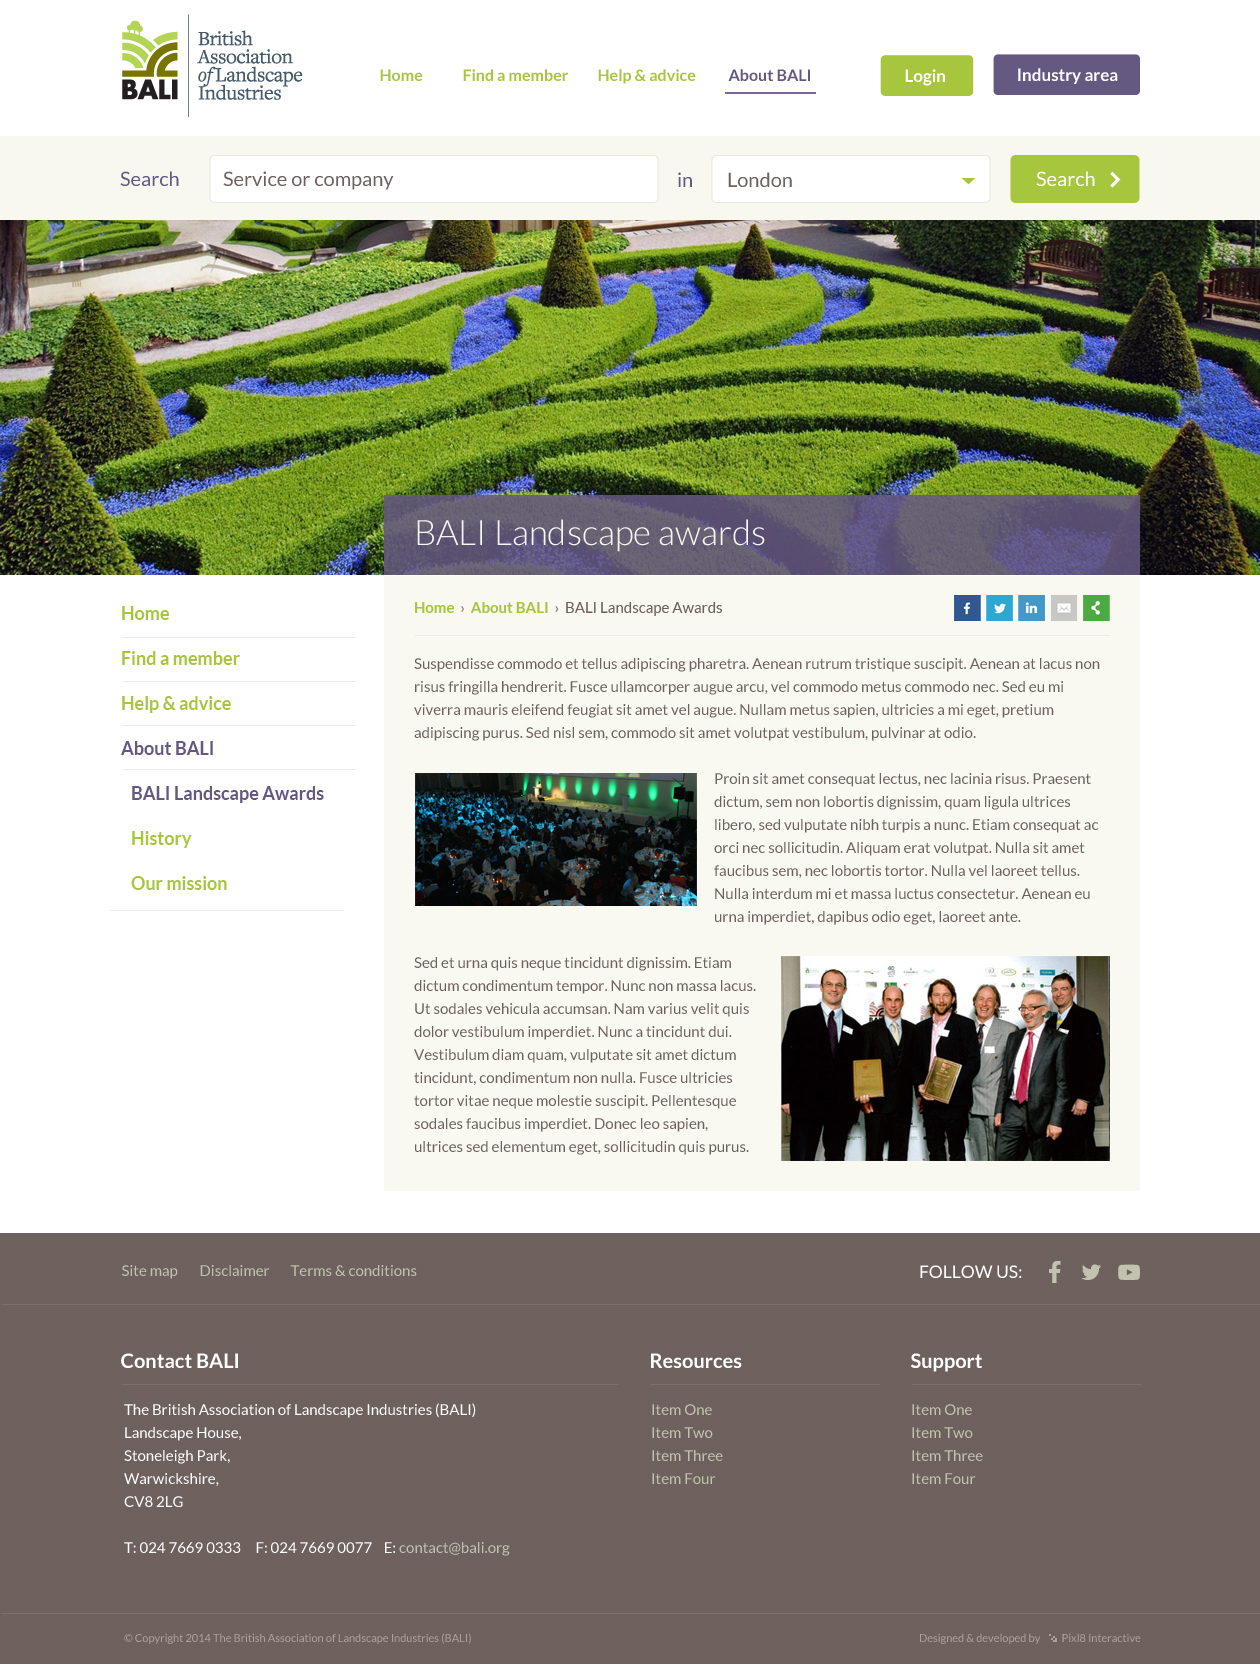 BALI
British
Association
of Landscape
Industries
Home
Find a member
Help & advice
About BALI
Login
Industry area
Search
Service or company
in
London
Search
BALI Landscape awards
Home
Find a member
Help & advice
About BALI
BALI Landscape Awards
History
Our mission
Home › About BALI › BALI Landscape Awards
f
in
Suspendisse commodo et tellus adipiscing pharetra. Aenean rutrum tristique suscipit. Aenean at lacus non
risus fringilla hendrerit. Fusce ullamcorper augue arcu, vel commodo metus commodo nec. Sed eu mi
viverra mauris eleifend feugiat sit amet vel augue. Nullam metus sapien, ultricies a mi eget, pretium
adipiscing purus. Sed nisl sem, commodo sit amet volutpat vestibulum, pulvinar at odio.
Proin sit amet consequat lectus, nec lacinia risus. Praesent
dictum, sem non lobortis dignissim, quam ligula ultrices
libero, sed vulputate nibh turpis a nunc. Etiam consequat ac
orci nec sollicitudin. Aliquam erat volutpat. Nulla sit amet
faucibus sem, nec lobortis tortor. Nulla vel laoreet tellus.
Nulla interdum mi et massa luctus consectetur. Aenean eu
urna imperdiet, dapibus odio eget, laoreet ante.
Sed et urna quis neque tincidunt dignissim. Etiam
dictum condimentum tempor. Nunc non massa lacus.
Ut sodales vehicula accumsan. Nam varius velit quis
dolor vestibulum imperdiet. Nunc a tincidunt dui.
Vestibulum diam quam, vulputate sit amet dictum
tincidunt, condimentum non nulla. Fusce ultricies
tortor vitae neque molestie suscipit. Pellentesque
sodales faucibus imperdiet. Donec leo sapien,
ultrices sed elementum eget, sollicitudin quis purus.
Site map
Disclaimer
Terms & conditions
FOLLOW US:
Contact BALI
The British Association of Landscape Industries (BALI)
Landscape House,
Stoneleigh Park,
Warwickshire,
CV8 2LG
T: 024 7669 0333 F: 024 7669 0077 E: contact@bali.org
Resources
Item One
Item Two
Item Three
Item Four
Support
Item One
Item Two
Item Three
Item Four
© Copyright 2014 The British Association of Landscape Industries (BALI)
Designed & developed by Pixl8 Interactive